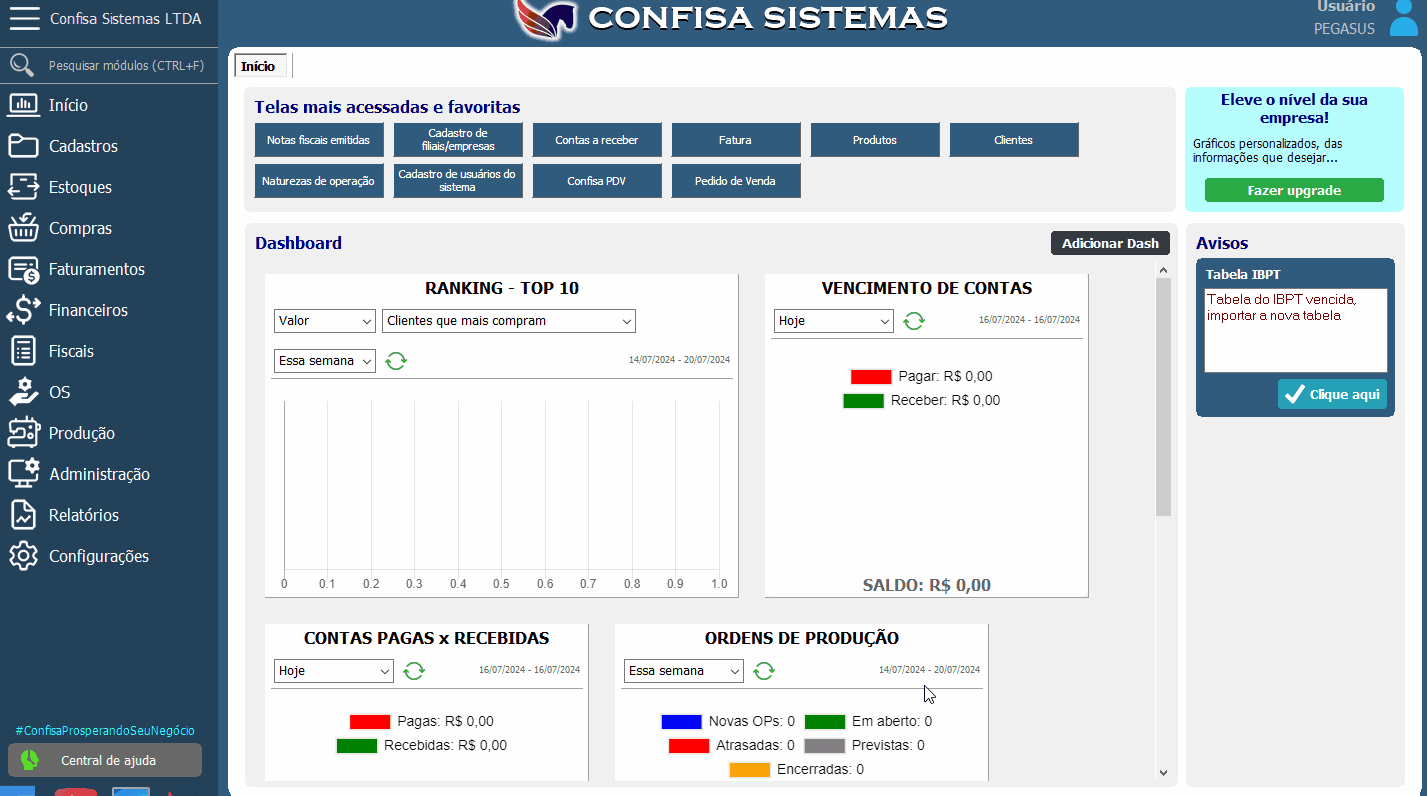 Confisa Sistemas LTDA
CONFISA SISTEMAS
Usuário
PEGASUS
Pesquisar módulos (CTRL+F)
Início
Cadastros
Estoques
Compras
Faturamentos
Financeiros
Fiscais
OS
Produção
Administração
Relatórios
Configurações
#ConfisaProsperandoSeuNegócio
Central de ajuda
Início
Telas mais acessadas e favoritas
Notas fiscais emitidas
Cadastro de
filiais/empresas
Contas a receber
Fatura
Produtos
Clientes
Naturezas de operação
Cadastro de usuários do
sistema
Confisa PDV
Pedido de Venda
Eleve o nível da sua
empresa!
Gráficos personalizados, das
informações que desejar...
Fazer upgrade
Dashboard
Adicionar Dash
RANKING - TOP 10
Valor
Clientes que mais compram
Essa semana
14/07/2024 - 20/07/2024
0 0.1 0.2 0.3 0.4 0.5 0.6 0.7 0.8 0.9 1.0
VENCIMENTO DE CONTAS
Hoje
16/07/2024 - 16/07/2024
Pagar: R$ 0,00
Receber: R$ 0,00
SALDO: R$ 0,00
CONTAS PAGAS x RECEBIDAS
Hoje
16/07/2024 - 16/07/2024
Pagas: R$ 0,00
Recebidas: R$ 0,00
ORDENS DE PRODUÇÃO
Essa semana
14/07/2024 - 20/07/2024
Novas OPs: 0 Em aberto: 0
Atrasadas: 0 Previstas: 0
Encerradas: 0
Avisos
Tabela IBPT
Tabela do IBPT vencida,
importar a nova tabela
Clique aqui